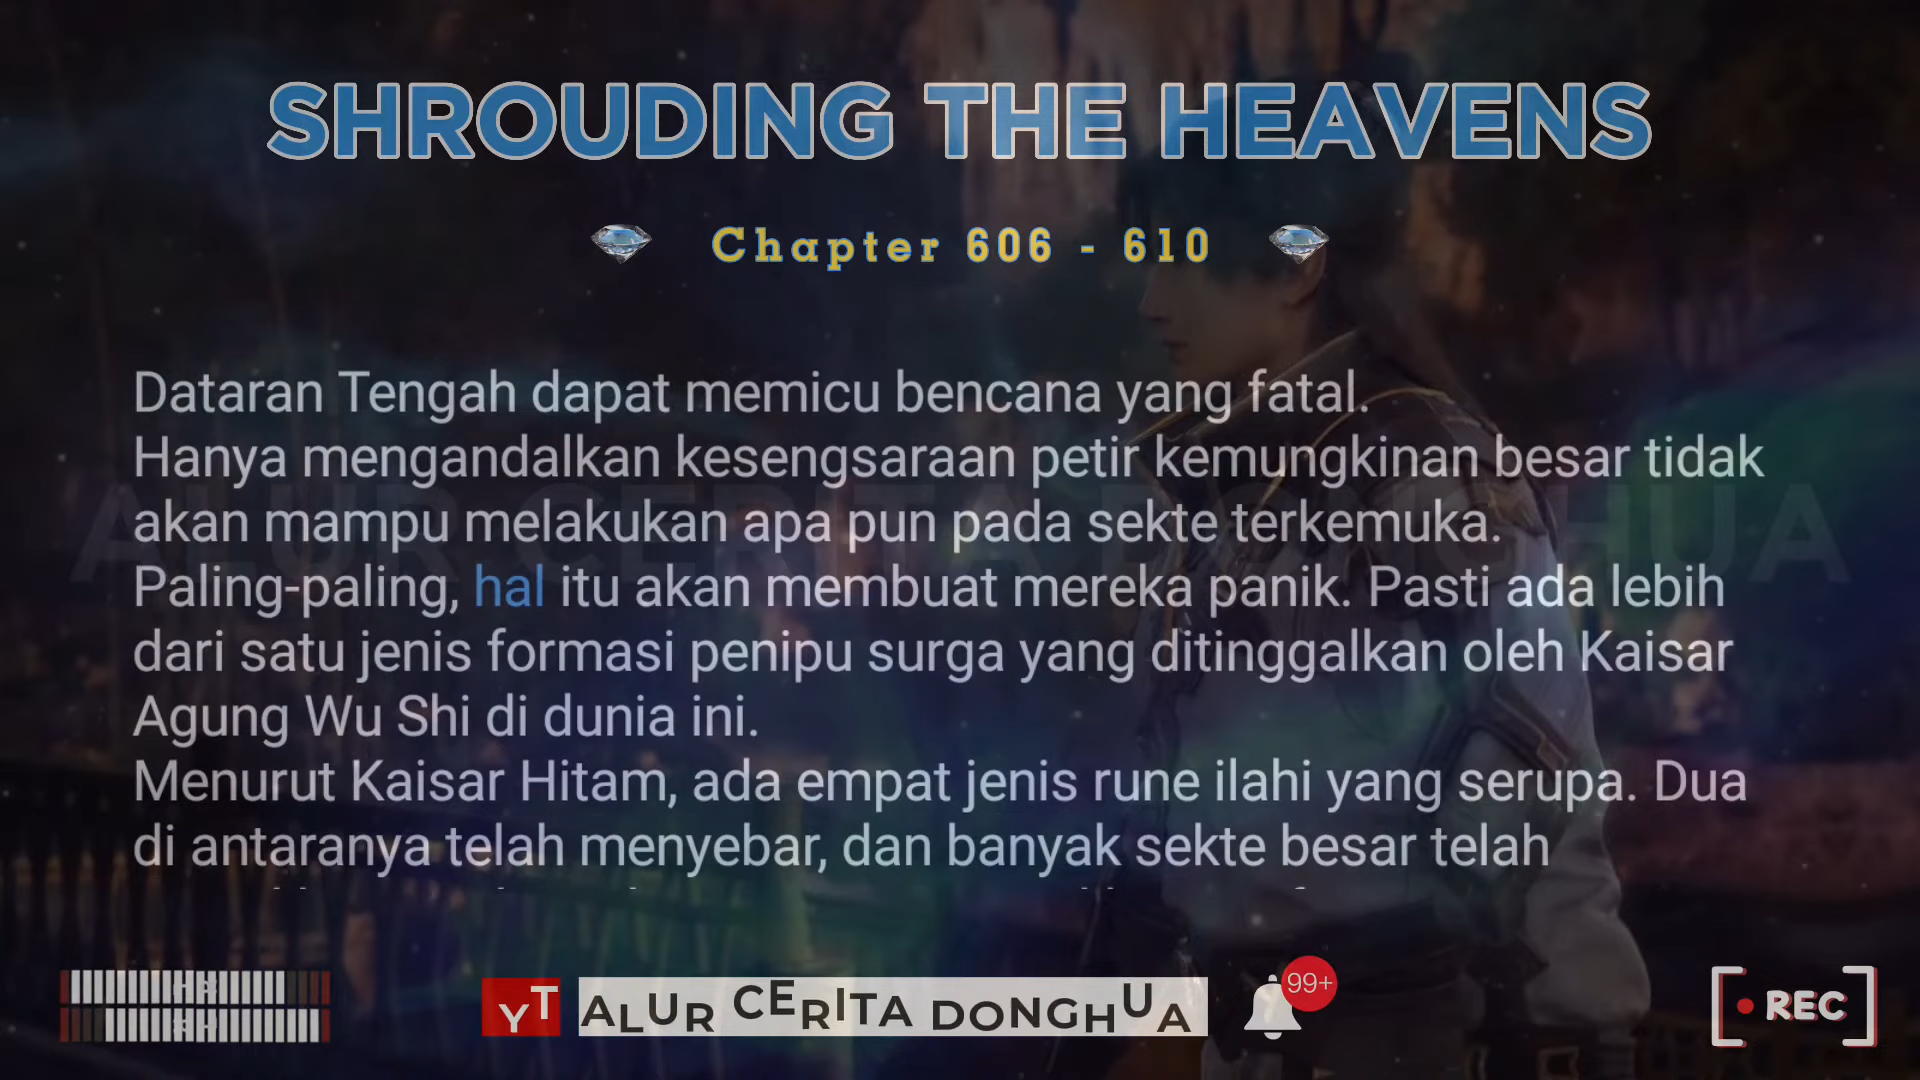 SHROUDING THE HEAVENS
Chapter 606 - 610
Dataran Tengah dapat memicu bencana yang fatal.
Hanya mengandalkan kesengsaraan petir kemungkinan besar tidak
akan mampu melakukan apa pun pada sekte terkemuka.
Paling-paling, hal itu akan membuat mereka panik. Pasti ada lebih
dari satu jenis formasi penipu surga yang ditinggalkan oleh Kaisar
Agung Wu Shi di dunia ini.
Menurut Kaisar Hitam, ada empat jenis rune ilahi yang serupa. Dua
di antaranya telah menyebar, dan banyak sekte besar telah
ALUR CERITA DONGHUA
YT ALUR CERITA DONGHUA
99+
REC